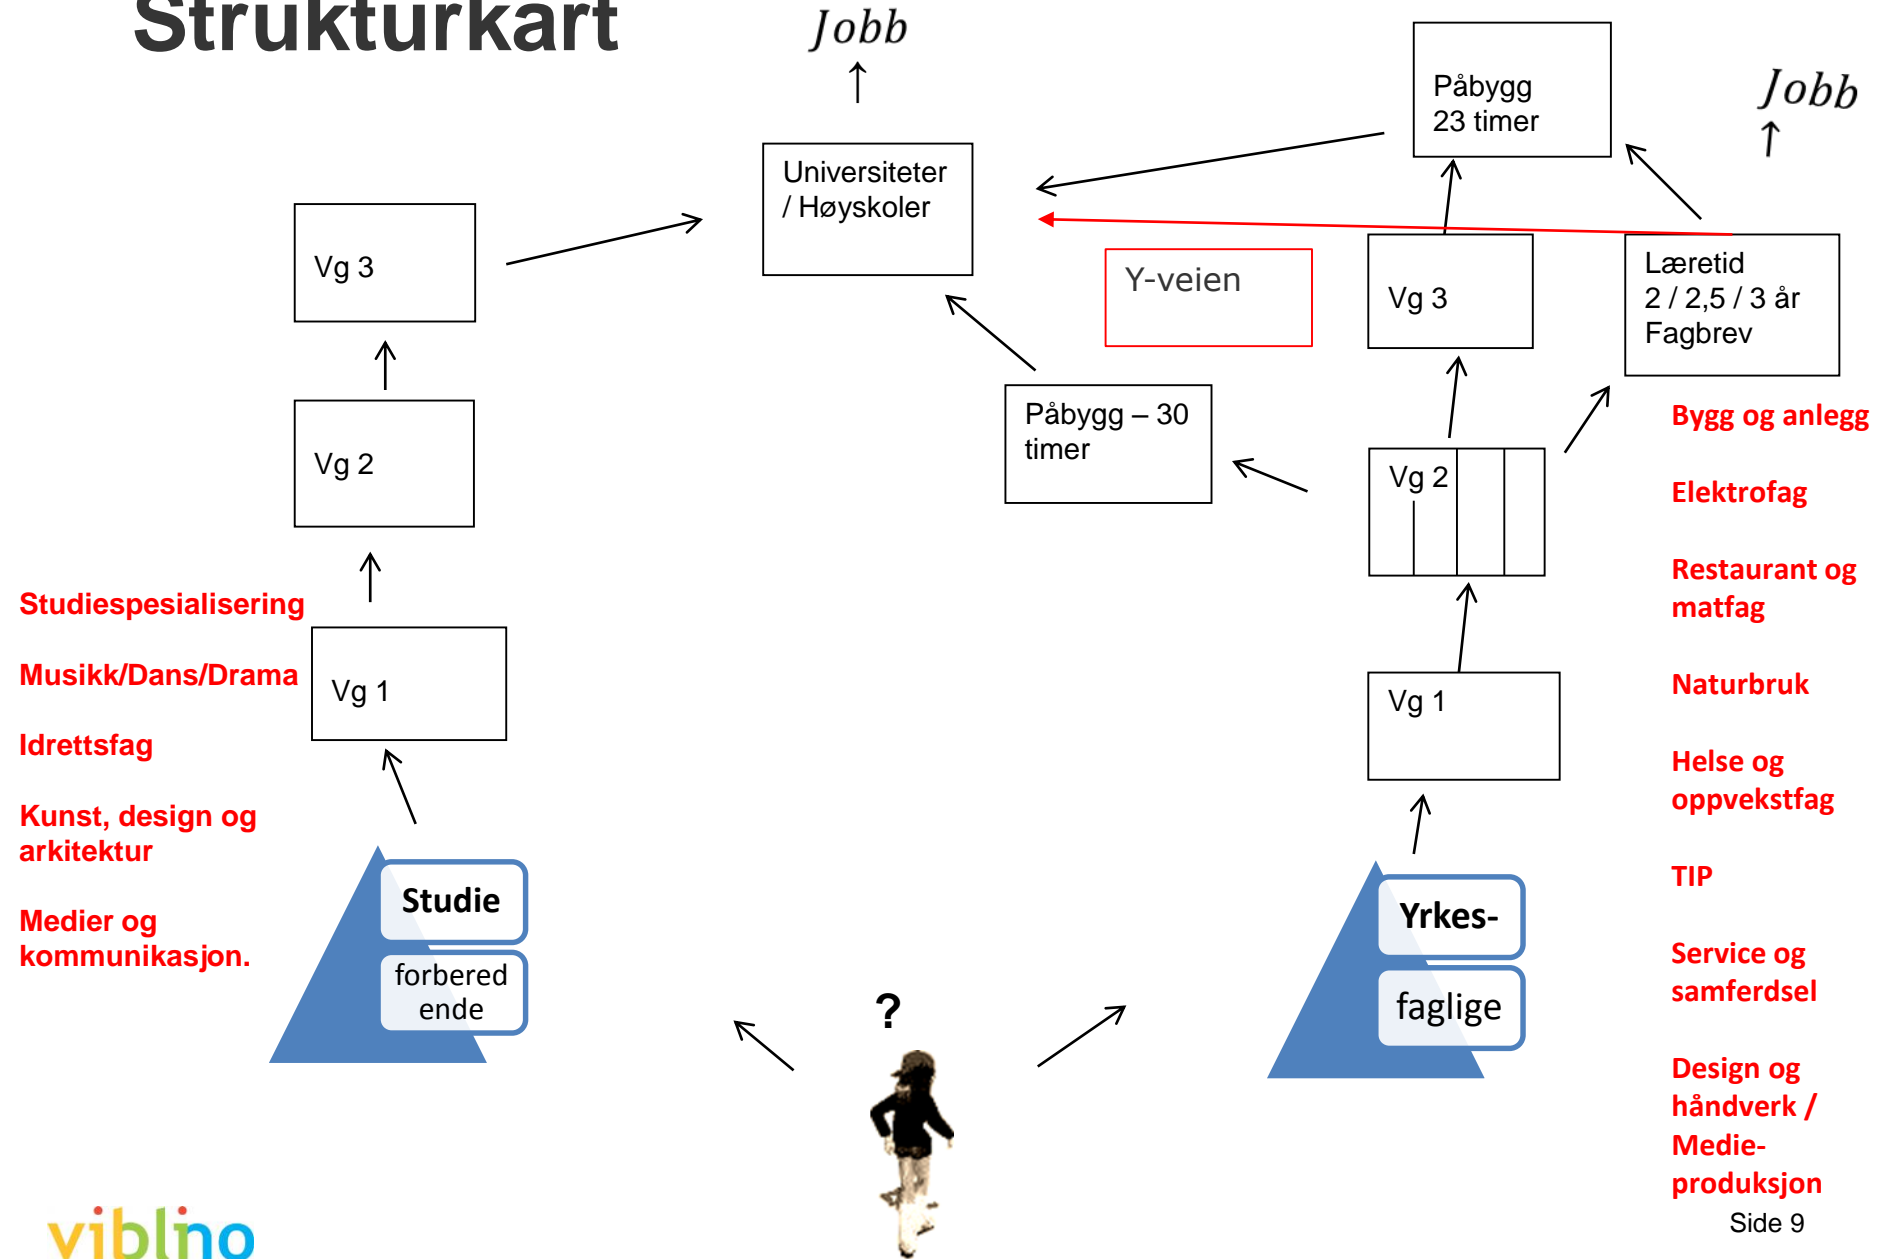 Strukturkart
Jobb
Jobb
Påbygg
23 timer
Universiteter
/ Høyskoler
Vg 3
Y-veien
Vg 3
Læretid
2 / 2,5 / 3 år
Fagbrev
Påbygg – 30
timer
Vg 2
Vg 2
Vg 1
Vg 1
Studiespesialisering
Musikk/Dans/Drama
Idrettsfag
Kunst, design og
arkitektur
Medier og
kommunikasjon.
Studie
forbered
ende
?
Yrkes-
faglige
Bygg og anlegg
Elektrofag
Restaurant og
matfag
Naturbruk
Helse og
oppvekstfag
TIP
Service og
samferdsel
Design og
håndverk /
Medie-
produksjon
Side 9
viblino